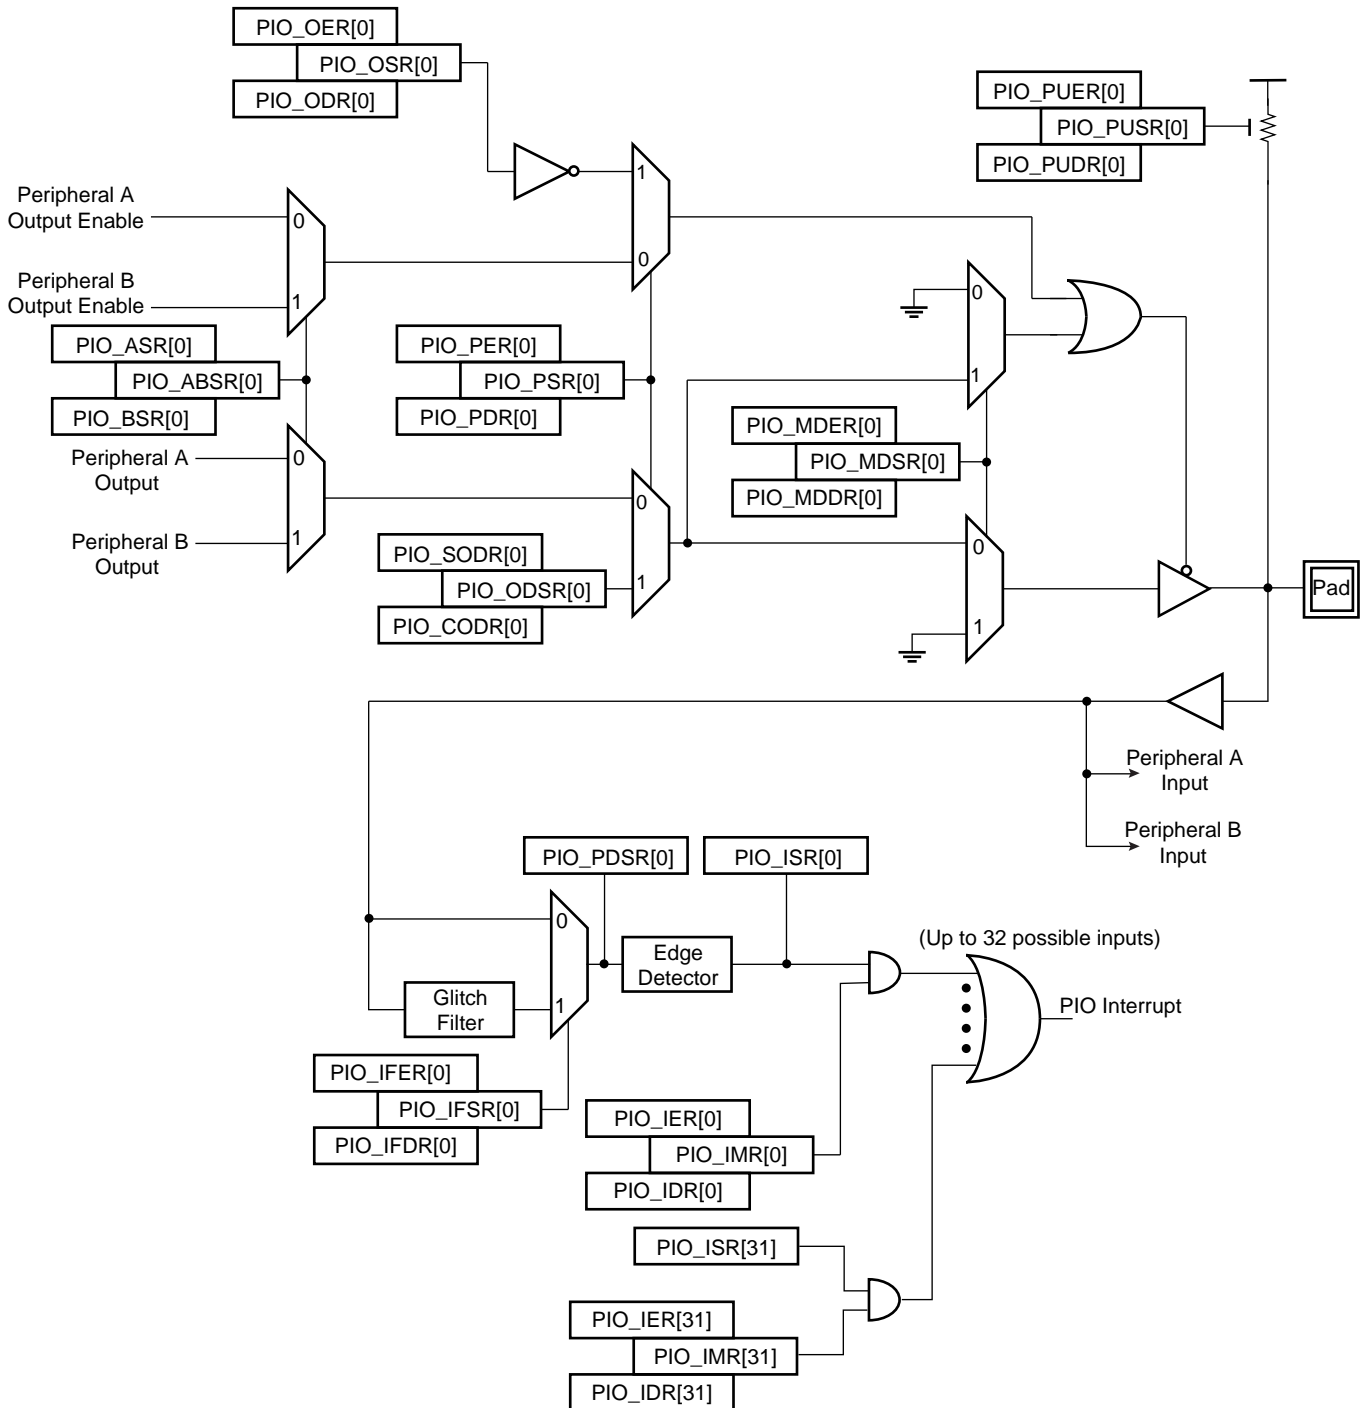 PIO_OER[0]
PIO_OSR[0]
PIO_ODR[0]
PIO_PUER[0]
PIO_PUSR[0]
PIO_PUDR[0]
1
Peripheral A
Output Enable
0
0
Peripheral B
Output Enable
1
0
PIO_ASR[0]
PIO_ABSR[0]
PIO_BSR[0]
PIO_PER[0]
PIO_PSR[0]
PIO_PDR[0]
1
PIO_MDER[0]
PIO_MDSR[0]
PIO_MDDR[0]
Peripheral A
Output
0
0
Peripheral B
Output
1
0
PIO_SODR[0]
PIO_ODSR[0]
PIO_CODR[0]
1
1
Pad
Peripheral A
Input
Peripheral B
Input
PIO_PDSR[0]
PIO_ISR[0]
0
(Up to 32 possible inputs)
Edge
Detector
Glitch
Filter
1
PIO Interrupt
PIO_IFER[0]
PIO_IFSR[0]
PIO_IFDR[0]
PIO_IER[0]
PIO_IMR[0]
PIO_IDR[0]
PIO_ISR[31]
PIO_IER[31]
PIO_IMR[31]
PIO_IDR[31]